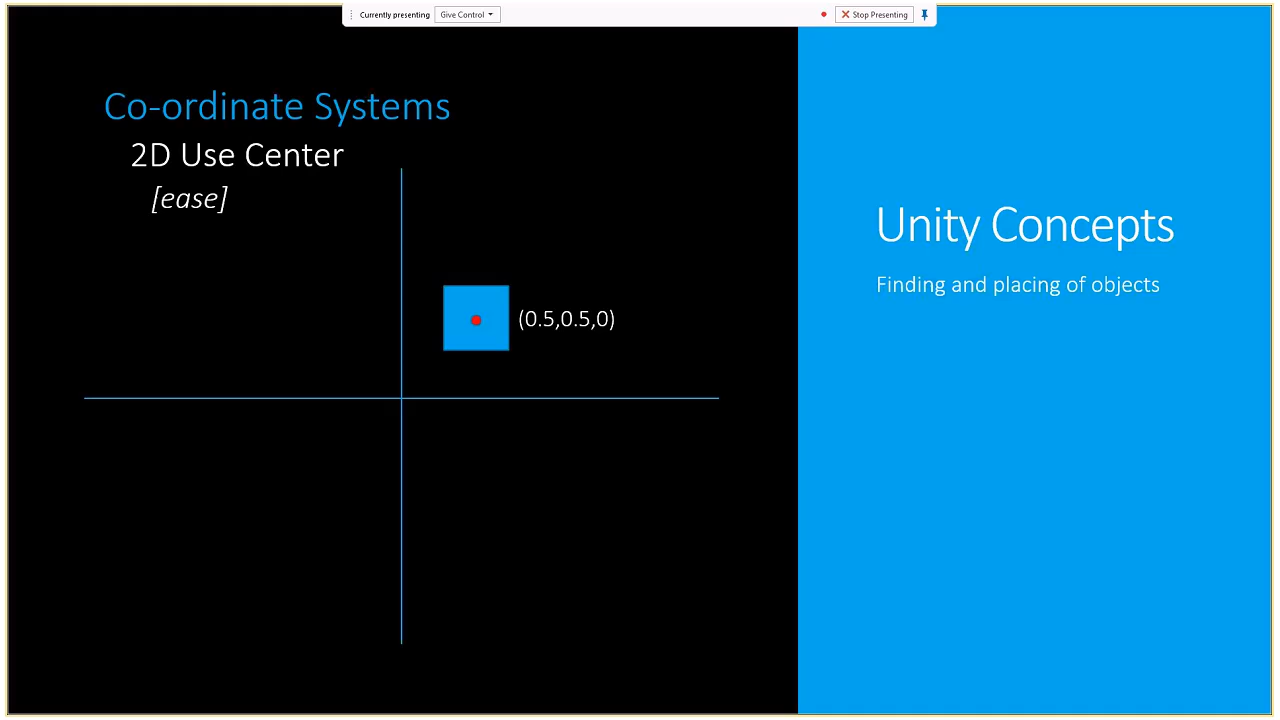 Currently presenting Give Control Stop Presenting
Co-ordinate Systems
2D Use Center
[ease]
(0.5,0.5,0)
Unity Concepts
Finding and placing of objects